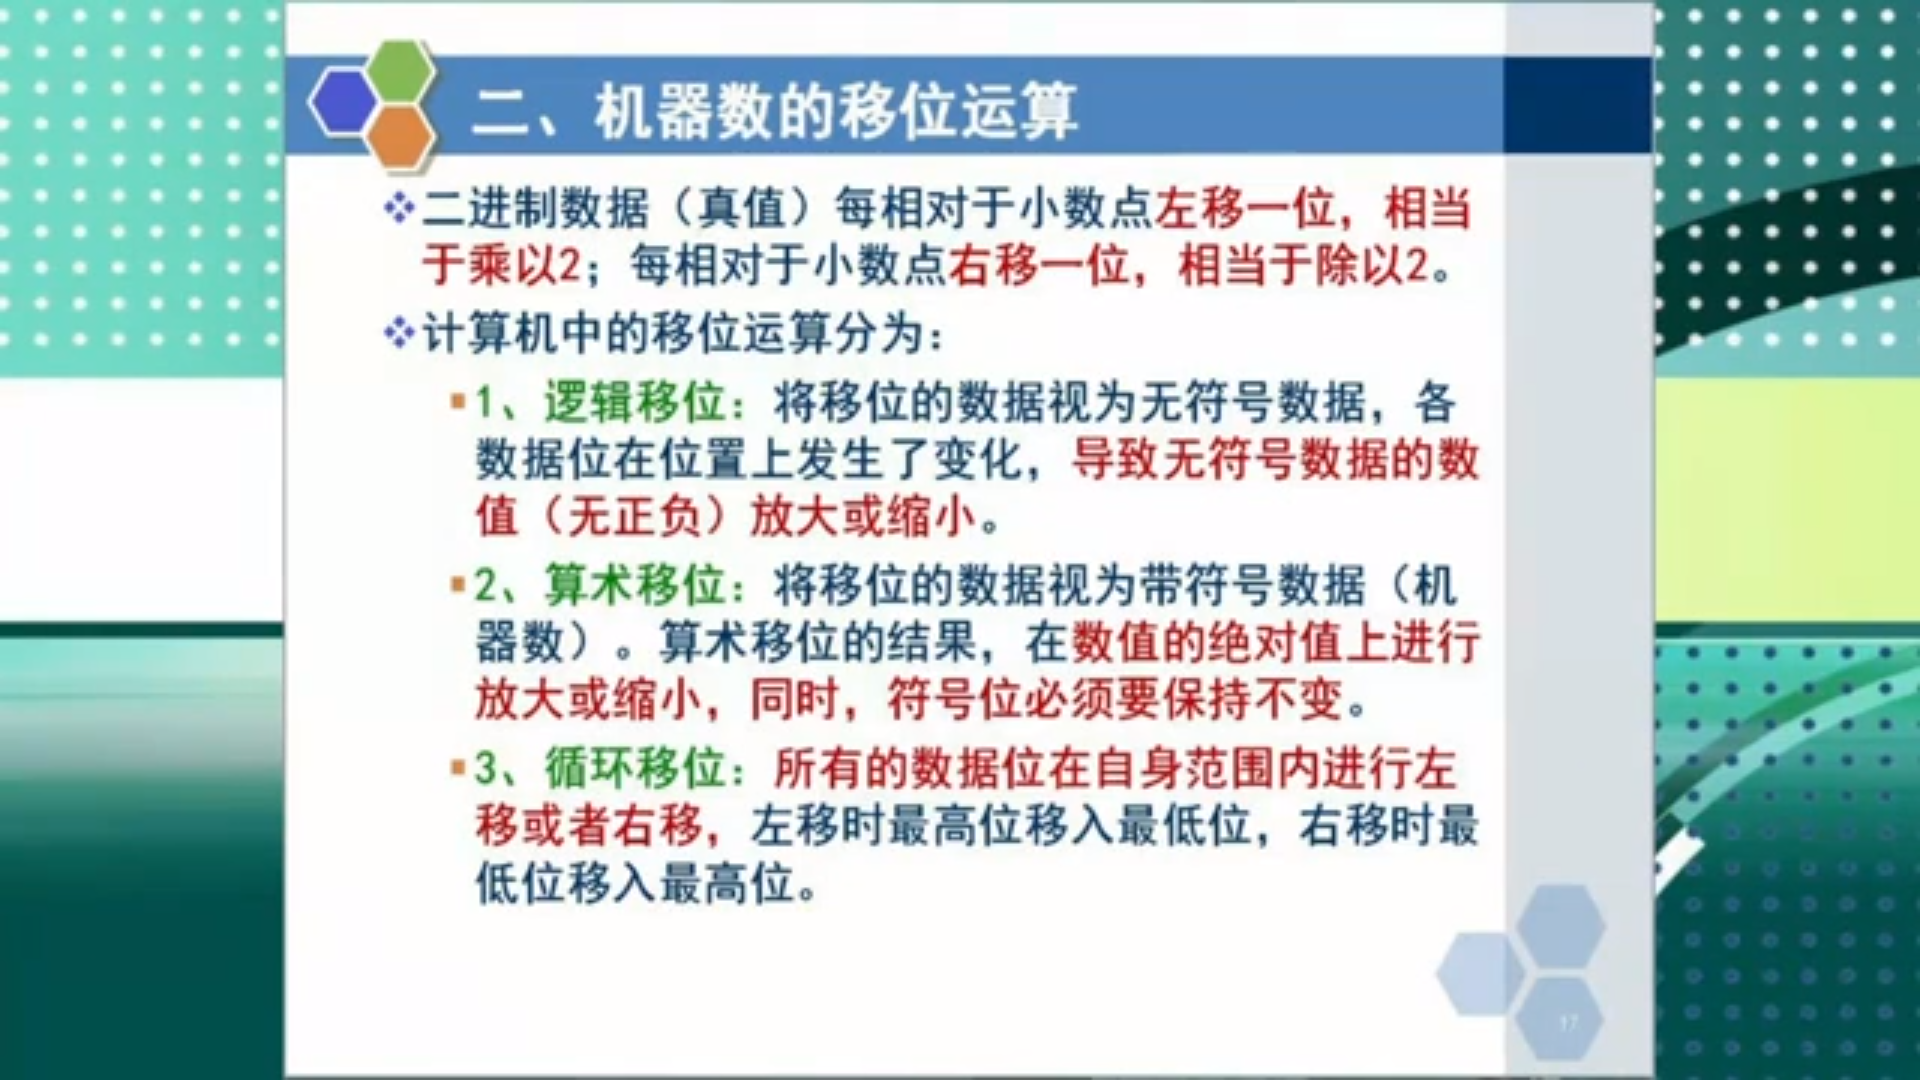 二、机器数的移位运算
二进制数据（真值）每相对于小数点左移一位，相当
于乘以2；每相对于小数点右移一位，相当于除以2。
计算机中的移位运算分为：
1、逻辑移位：将移位的数据视为无符号数据，各
数据位在位置上发生了变化，导致无符号数据的数
值（无正负）放大或缩小。
2、算术移位：将移位的数据视为带符号数据（机
器数）。算术移位的结果，在数值的绝对值上进行
放大或缩小，同时，符号位必须要保持不变。
3、循环移位：所有的数据位在自身范围内进行左
移或者右移，左移时最高位移入最低位，右移时最
低位移入最高位。
17